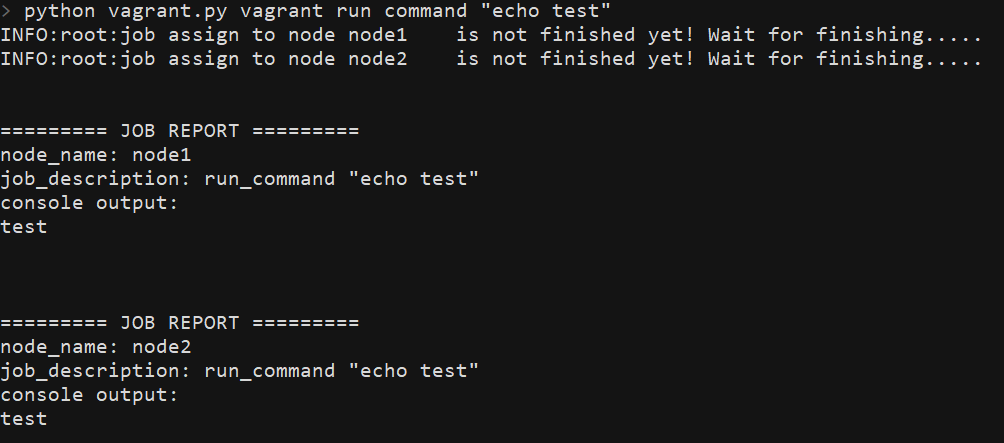 > python vagrant.py vagrant run command "echo test"
INFO:root:job assign to node node1    is not finished yet! Wait for finishing.....
INFO:root:job assign to node node2    is not finished yet! Wait for finishing.....
========= JOB REPORT =========
node_name: node1
job_description: run_command "echo test"
console output:
test
========= JOB REPORT =========
node_name: node2
job_description: run_command "echo test"
console output:
test